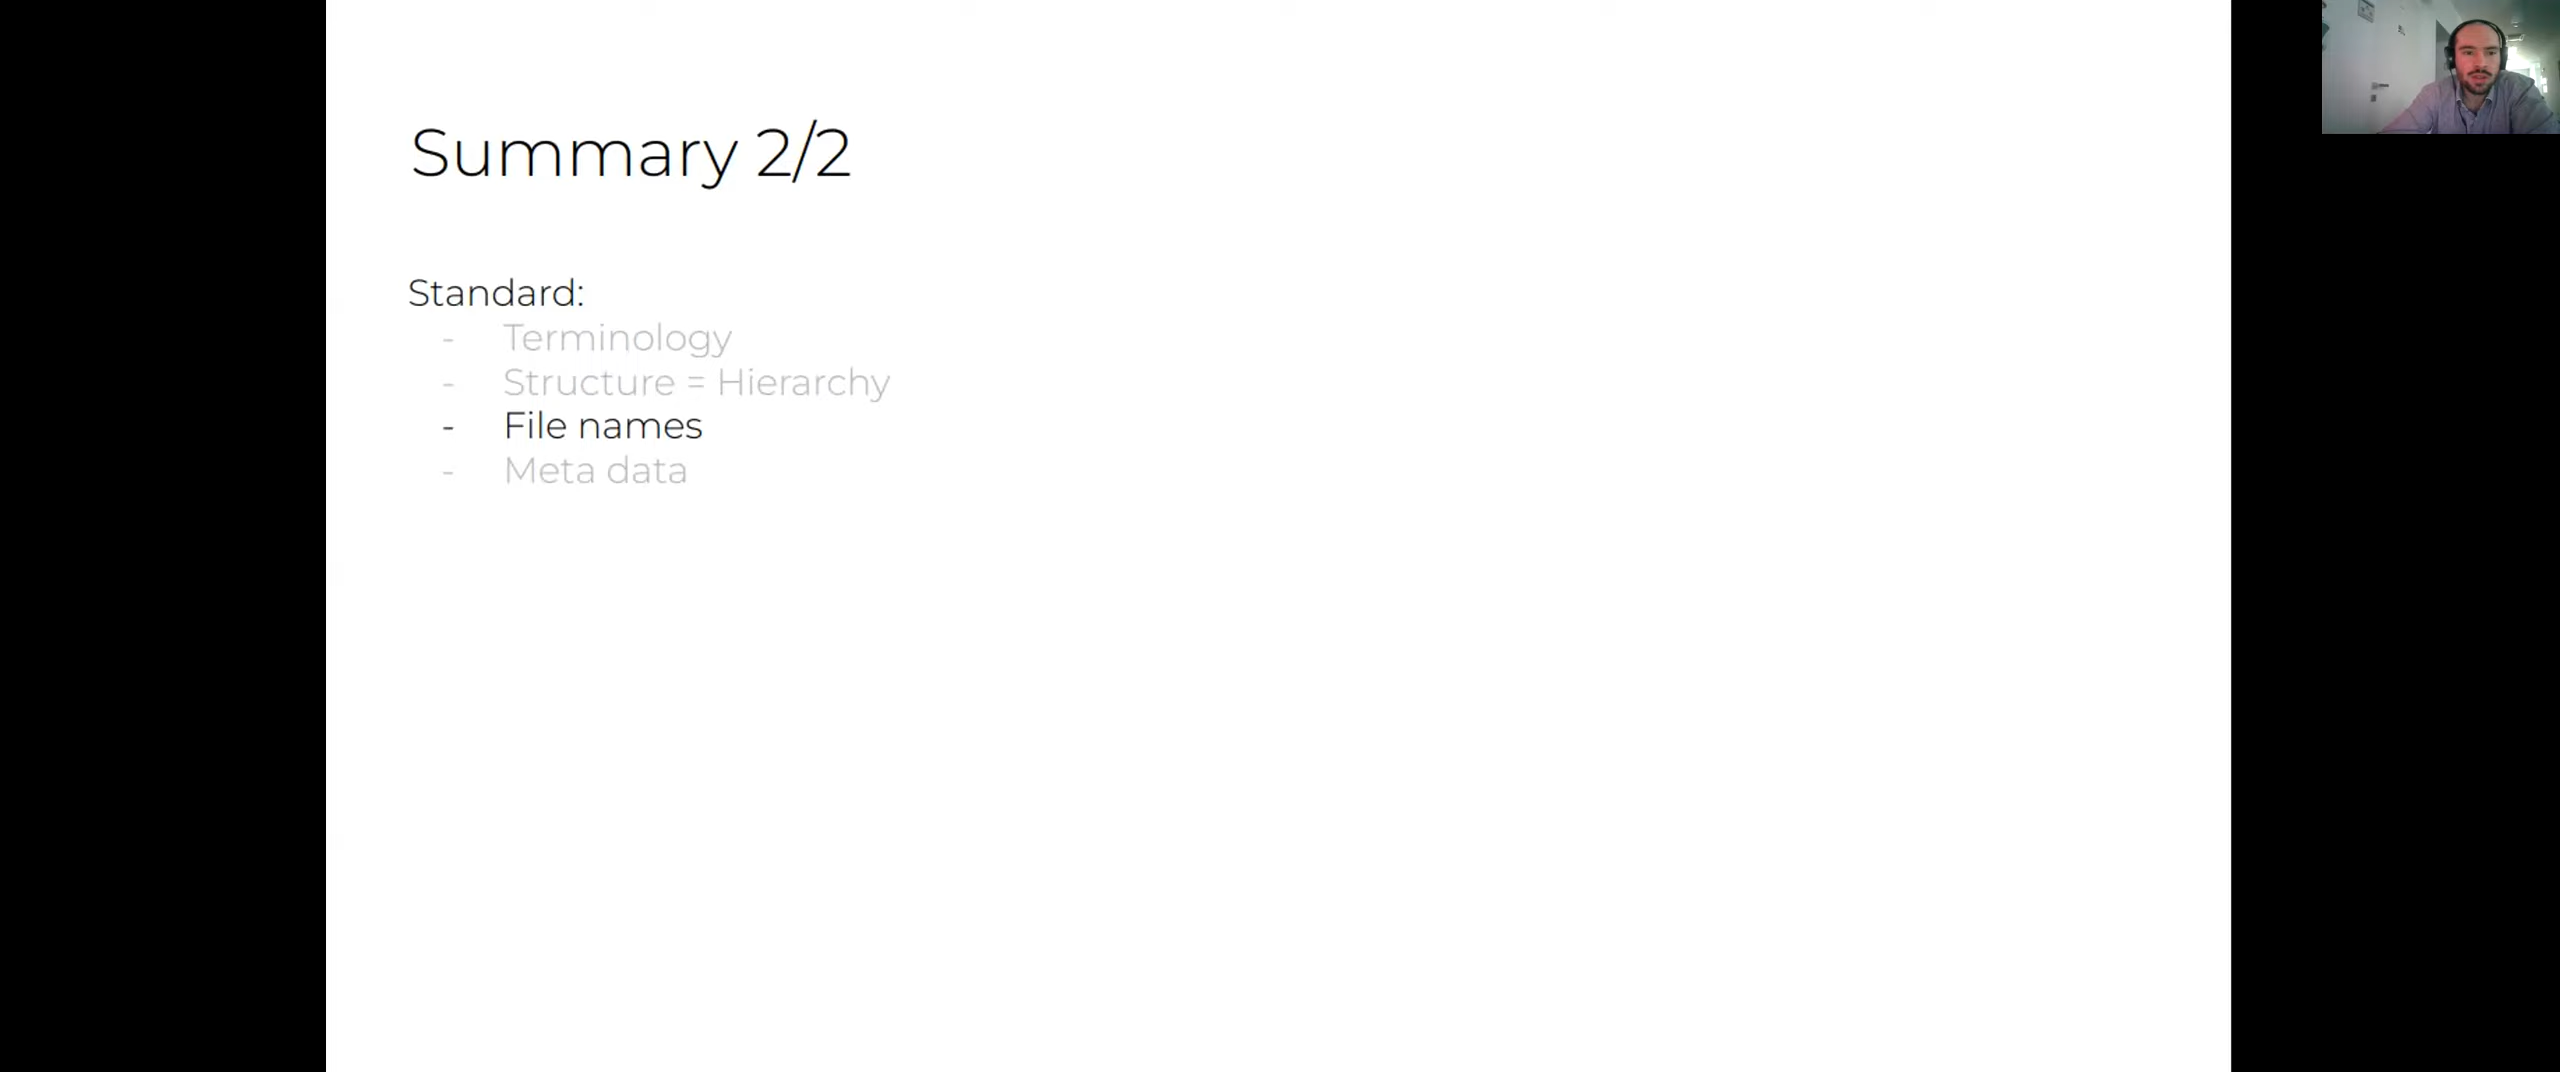 Summary 2/2
Standard:
- Terminology
- Structure = Hierarchy
- File names
- Meta data